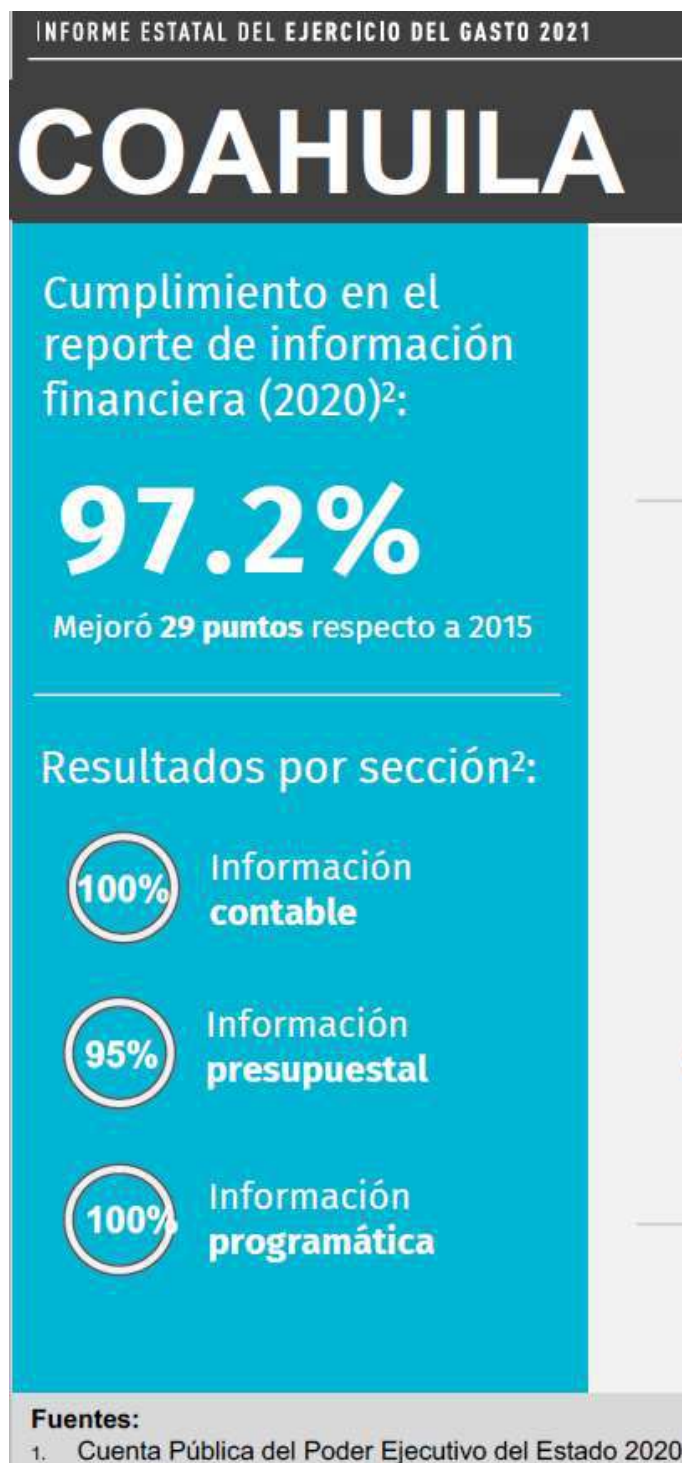 INFORME ESTATAL DEL EJERCICIO DEL GASTO 2021
COAHUILA
Cumplimiento en el
reporte de información
financiera (2020)²:
97.2%
Mejoró 29 puntos respecto a 2015
Resultados por sección²:
100%
Información
contable
95%
Información
presupuestal
100%
Información
programática
Fuentes:
1. Cuenta Pública del Poder Ejecutivo del Estado 2020